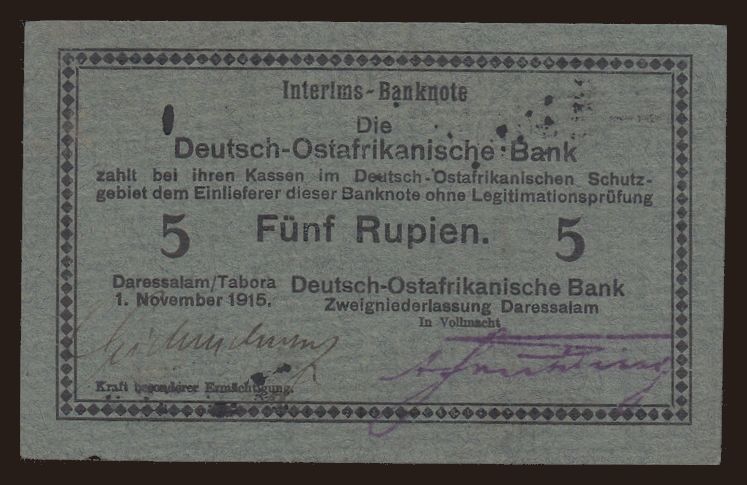 Interims-Banknote
Die
Deutsch-Ostafrikanische Bank
zahlt bei ihren Kassen im Deutsch-Ostafrikanischen Schutz-
gebiet dem Einlieferer dieser Banknote ohne Legitimationsprüfung
5 Fünf Rupien. 5
Daressalam/Tabora
1. November 1915.
Deutsch-Ostafrikanische Bank
Zweigniederlassung Daressalam
In Vollmacht
Kraft besonderer Ermächtigung.